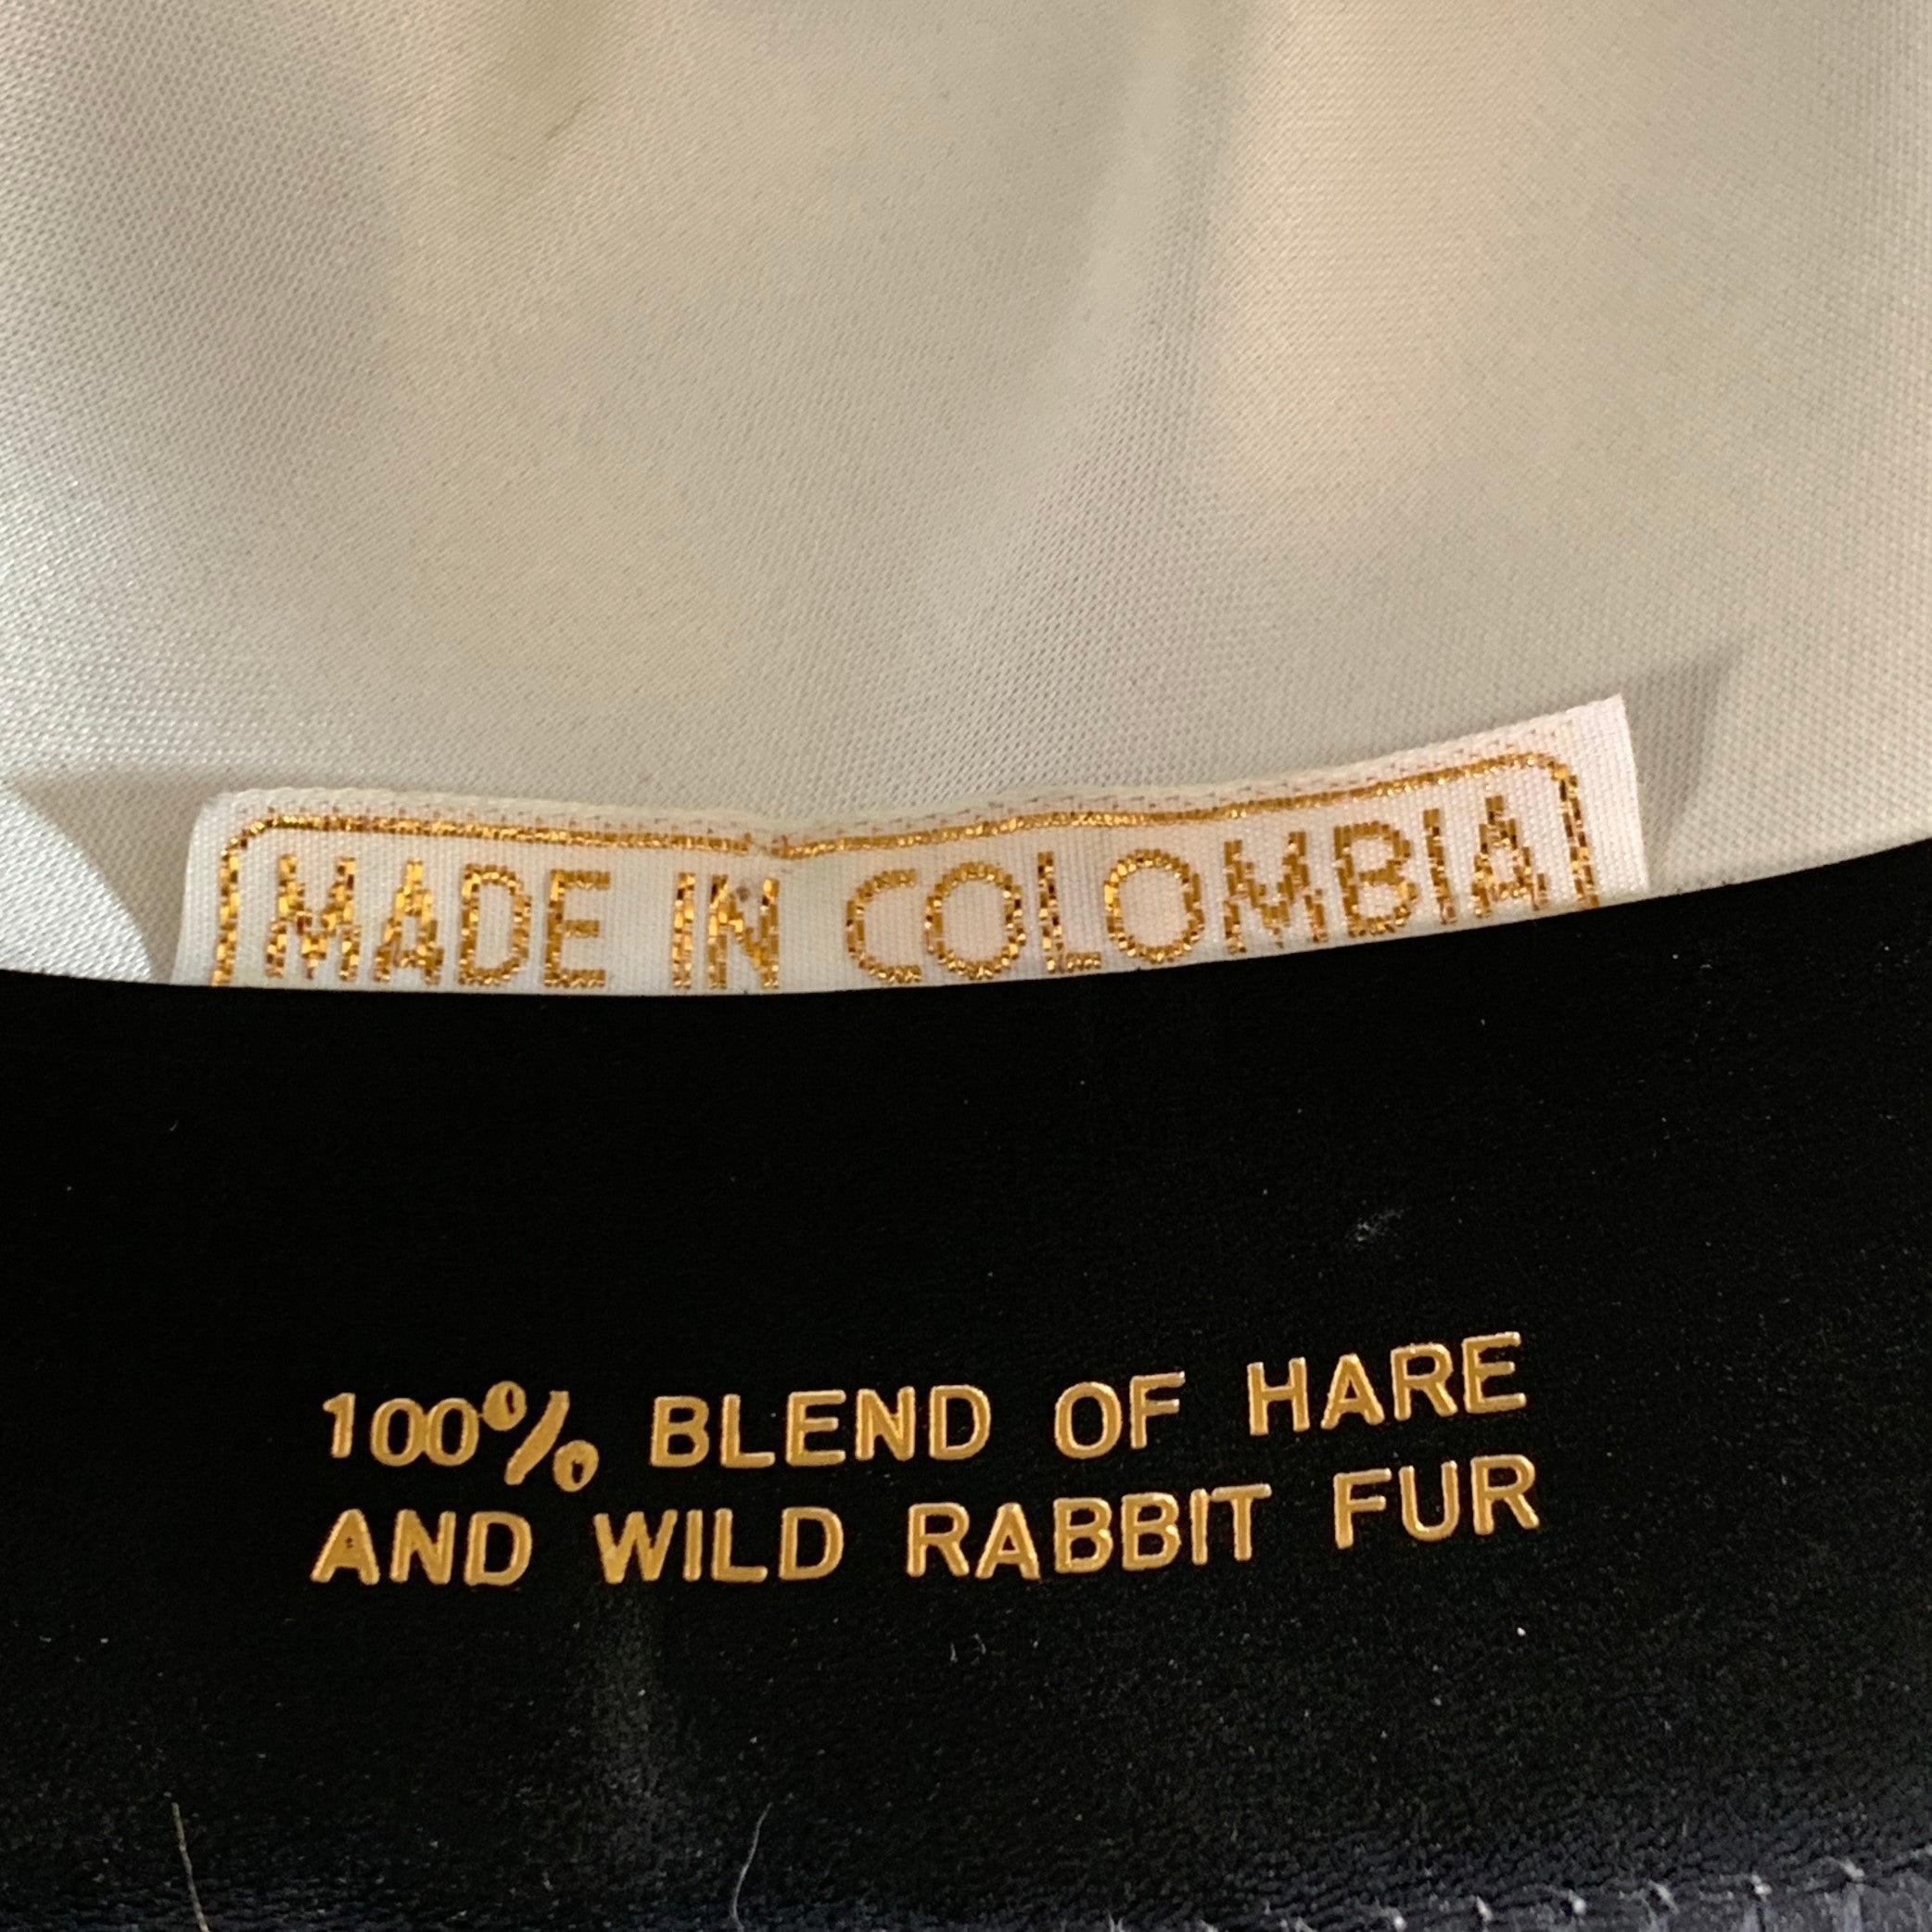 MADE IN COLOMBIA
100% BLEND OF HARE
AND WILD RABBIT FUR